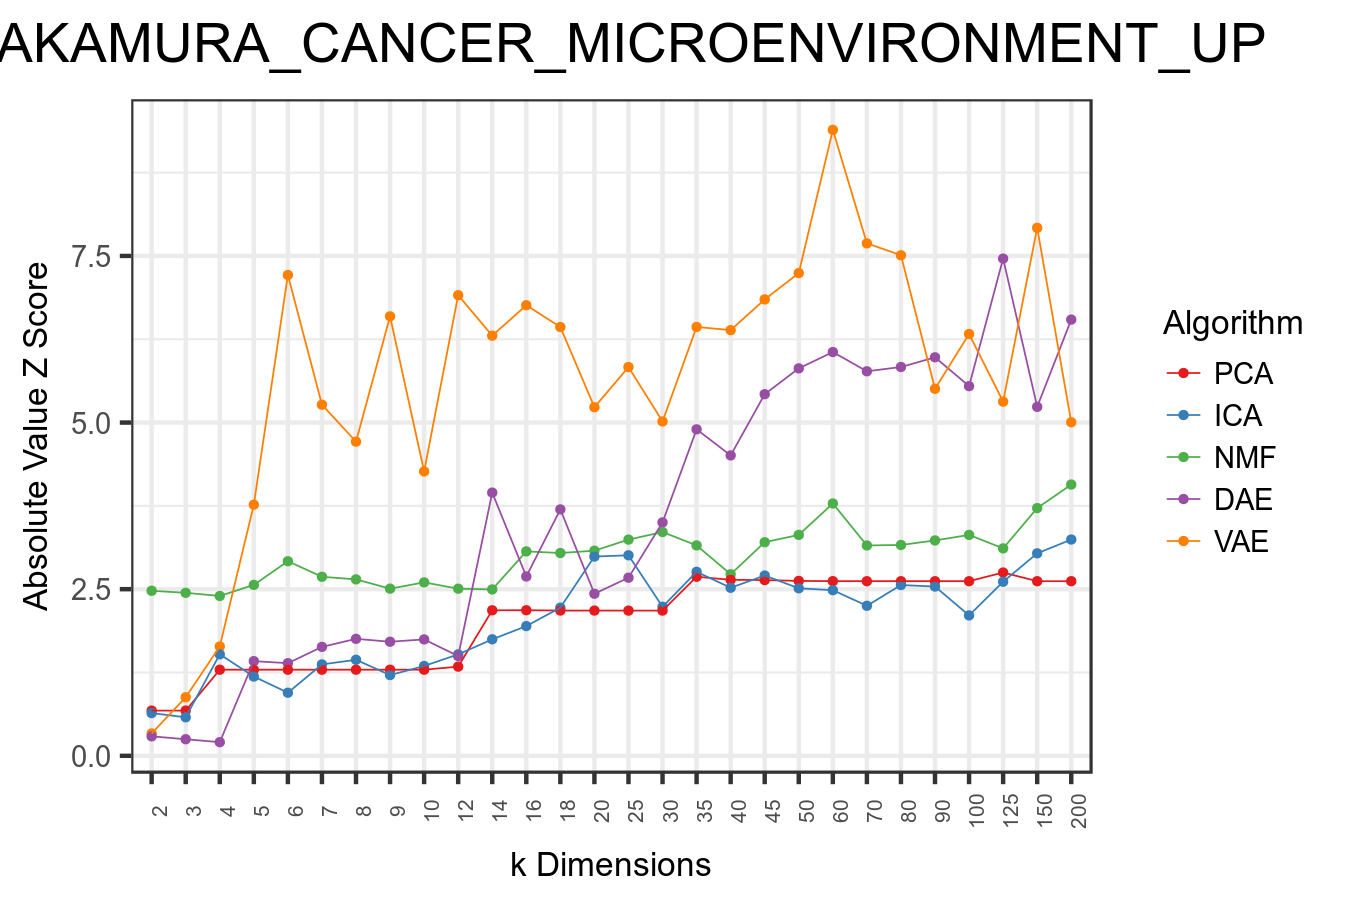 AKAMURA_CANCER_MICROENVIRONMENT_UP
Absolute Value Z Score
7.5
5.0
2.5
0.0
2 3 4 5 6 7 8 9 10 12 14 16 18 20 25 30 35 40 45 50 60 70 80 90 100 125 150 200
k Dimensions
Algorithm
PCA
ICA
NMF
DAE
VAE